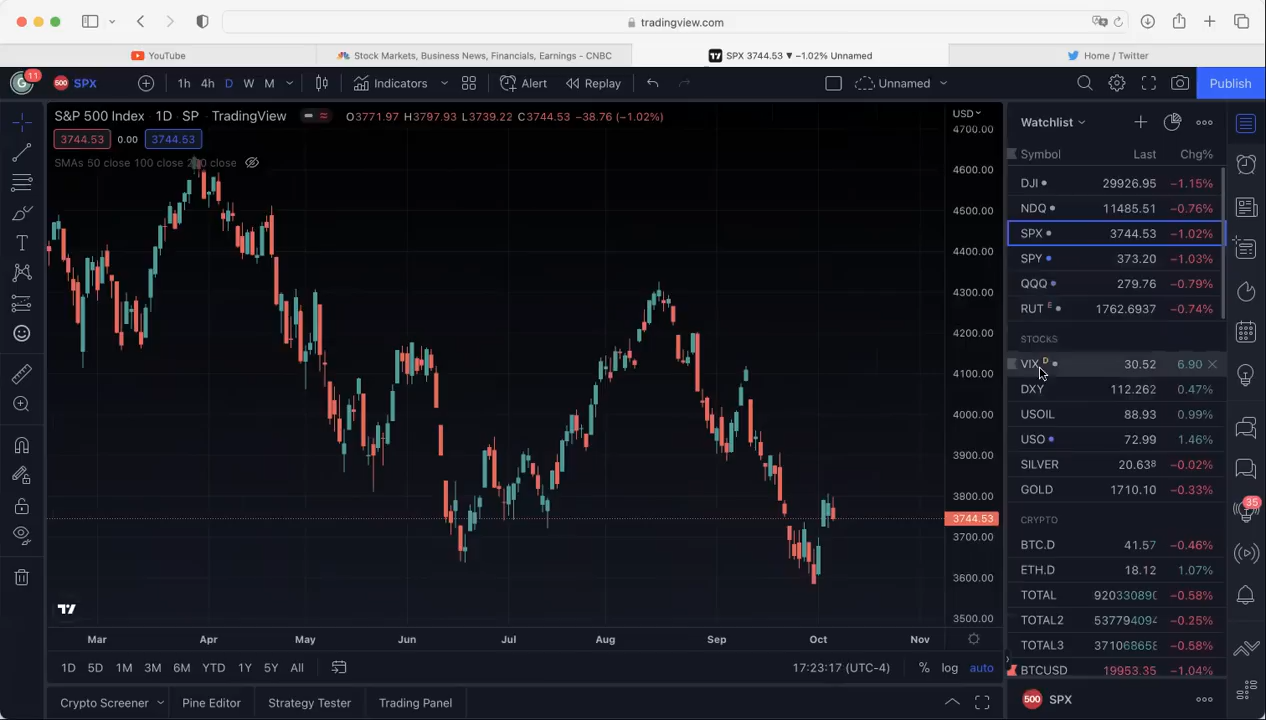 tradingview.com
YouTube
Stock Markets, Business News, Financials, Earnings - CNBC
SPX 3744.53 ▼ −1.02% Unnamed
Home / Twitter
11
500 SPX
1h 4h D W M
Indicators
Alert
Replay
Unnamed
Publish
S&P 500 Index · 1D · SP · TradingView
O3771.97 H3797.93 L3739.22 C3744.53 −38.76 (−1.02%)
3744.53 0.00 3744.53
SMAs 50 close 100 close 200 close
USD
4700.00
4600.00
4500.00
4400.00
4300.00
4200.00
4100.00
4000.00
3900.00
3800.00
3744.53
3700.00
3600.00
3500.00
Mar Apr May Jun Jul Aug Sep Oct Nov
1D 5D 1M 3M 6M YTD 1Y 5Y All
17:23:17 (UTC-4)
% log auto
Crypto Screener Pine Editor Strategy Tester Trading Panel
Watchlist
Symbol Last Chg%
DJI 29926.95 −1.15%
NDQ 11485.51 −0.76%
SPX 3744.53 −1.02%
SPY 373.20 −1.03%
QQQ 279.76 −0.79%
RUT E 1762.6937 −0.74%
STOCKS
VIX D 30.52 6.90
DXY 112.262 0.47%
USOIL 88.93 0.99%
USO 72.99 1.46%
SILVER 20.638 −0.02%
GOLD 1710.10 −0.33%
CRYPTO
BTC.D 41.57 −0.46%
ETH.D 18.12 1.07%
TOTAL 92033089 −0.58%
TOTAL2 537794094 −0.25%
TOTAL3 37106865 −0.58%
BTCUSD 19953.35 −1.04%
500 SPX
35